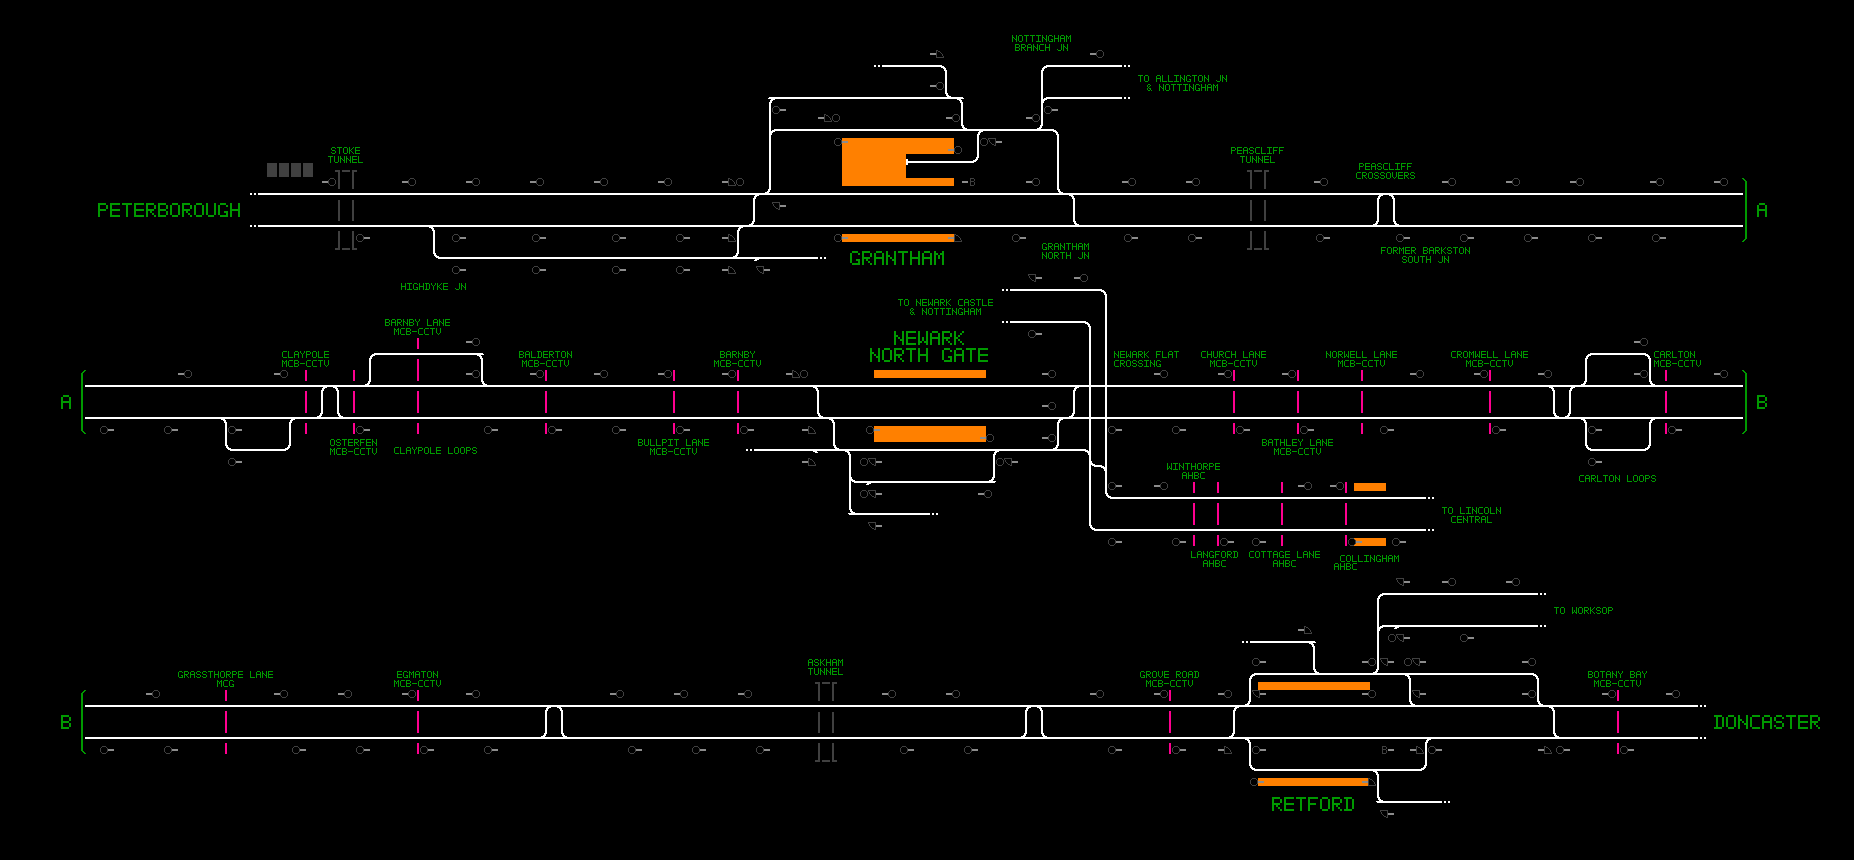 NOTTINGHAM
BRANCH JN
TO ALLINGTON JN
& NOTTINGHAM
STOKE
TUNNEL
PEASCLIFF
TUNNEL
PEASCLIFF
CROSSOVERS
PETERBOROUGH
A
GRANTHAM
NORTH JN
FORMER BARKSTON
SOUTH JN
GRANTHAM
HIGHDYKE JN
TO NEWARK CASTLE
& NOTTINGHAM
BARNBY LANE
MCB-CCTV
NEWARK
NORTH GATE
CLAYPOLE
MCB-CCTV
BALDERTON
MCB-CCTV
BARNBY
MCB-CCTV
NEWARK FLAT
CROSSING
CHURCH LANE
MCB-CCTV
NORWELL LANE
MCB-CCTV
CROMWELL LANE
MCB-CCTV
CARLTON
MCB-CCTV
A
B
OSTERFEN
MCB-CCTV
CLAYPOLE LOOPS
BULLPIT LANE
MCB-CCTV
BATHLEY LANE
MCB-CCTV
WINTHORPE
AHBC
CARLTON LOOPS
TO LINCOLN
CENTRAL
LANGFORD
AHBC
COTTAGE LANE
AHBC
COLLINGHAM
AHBC
TO WORKSOP
GRASSTHORPE LANE
MCG
EGMATON
MCB-CCTV
ASKHAM
TUNNEL
GROVE ROAD
MCB-CCTV
BOTANY BAY
MCB-CCTV
B
DONCASTER
RETFORD